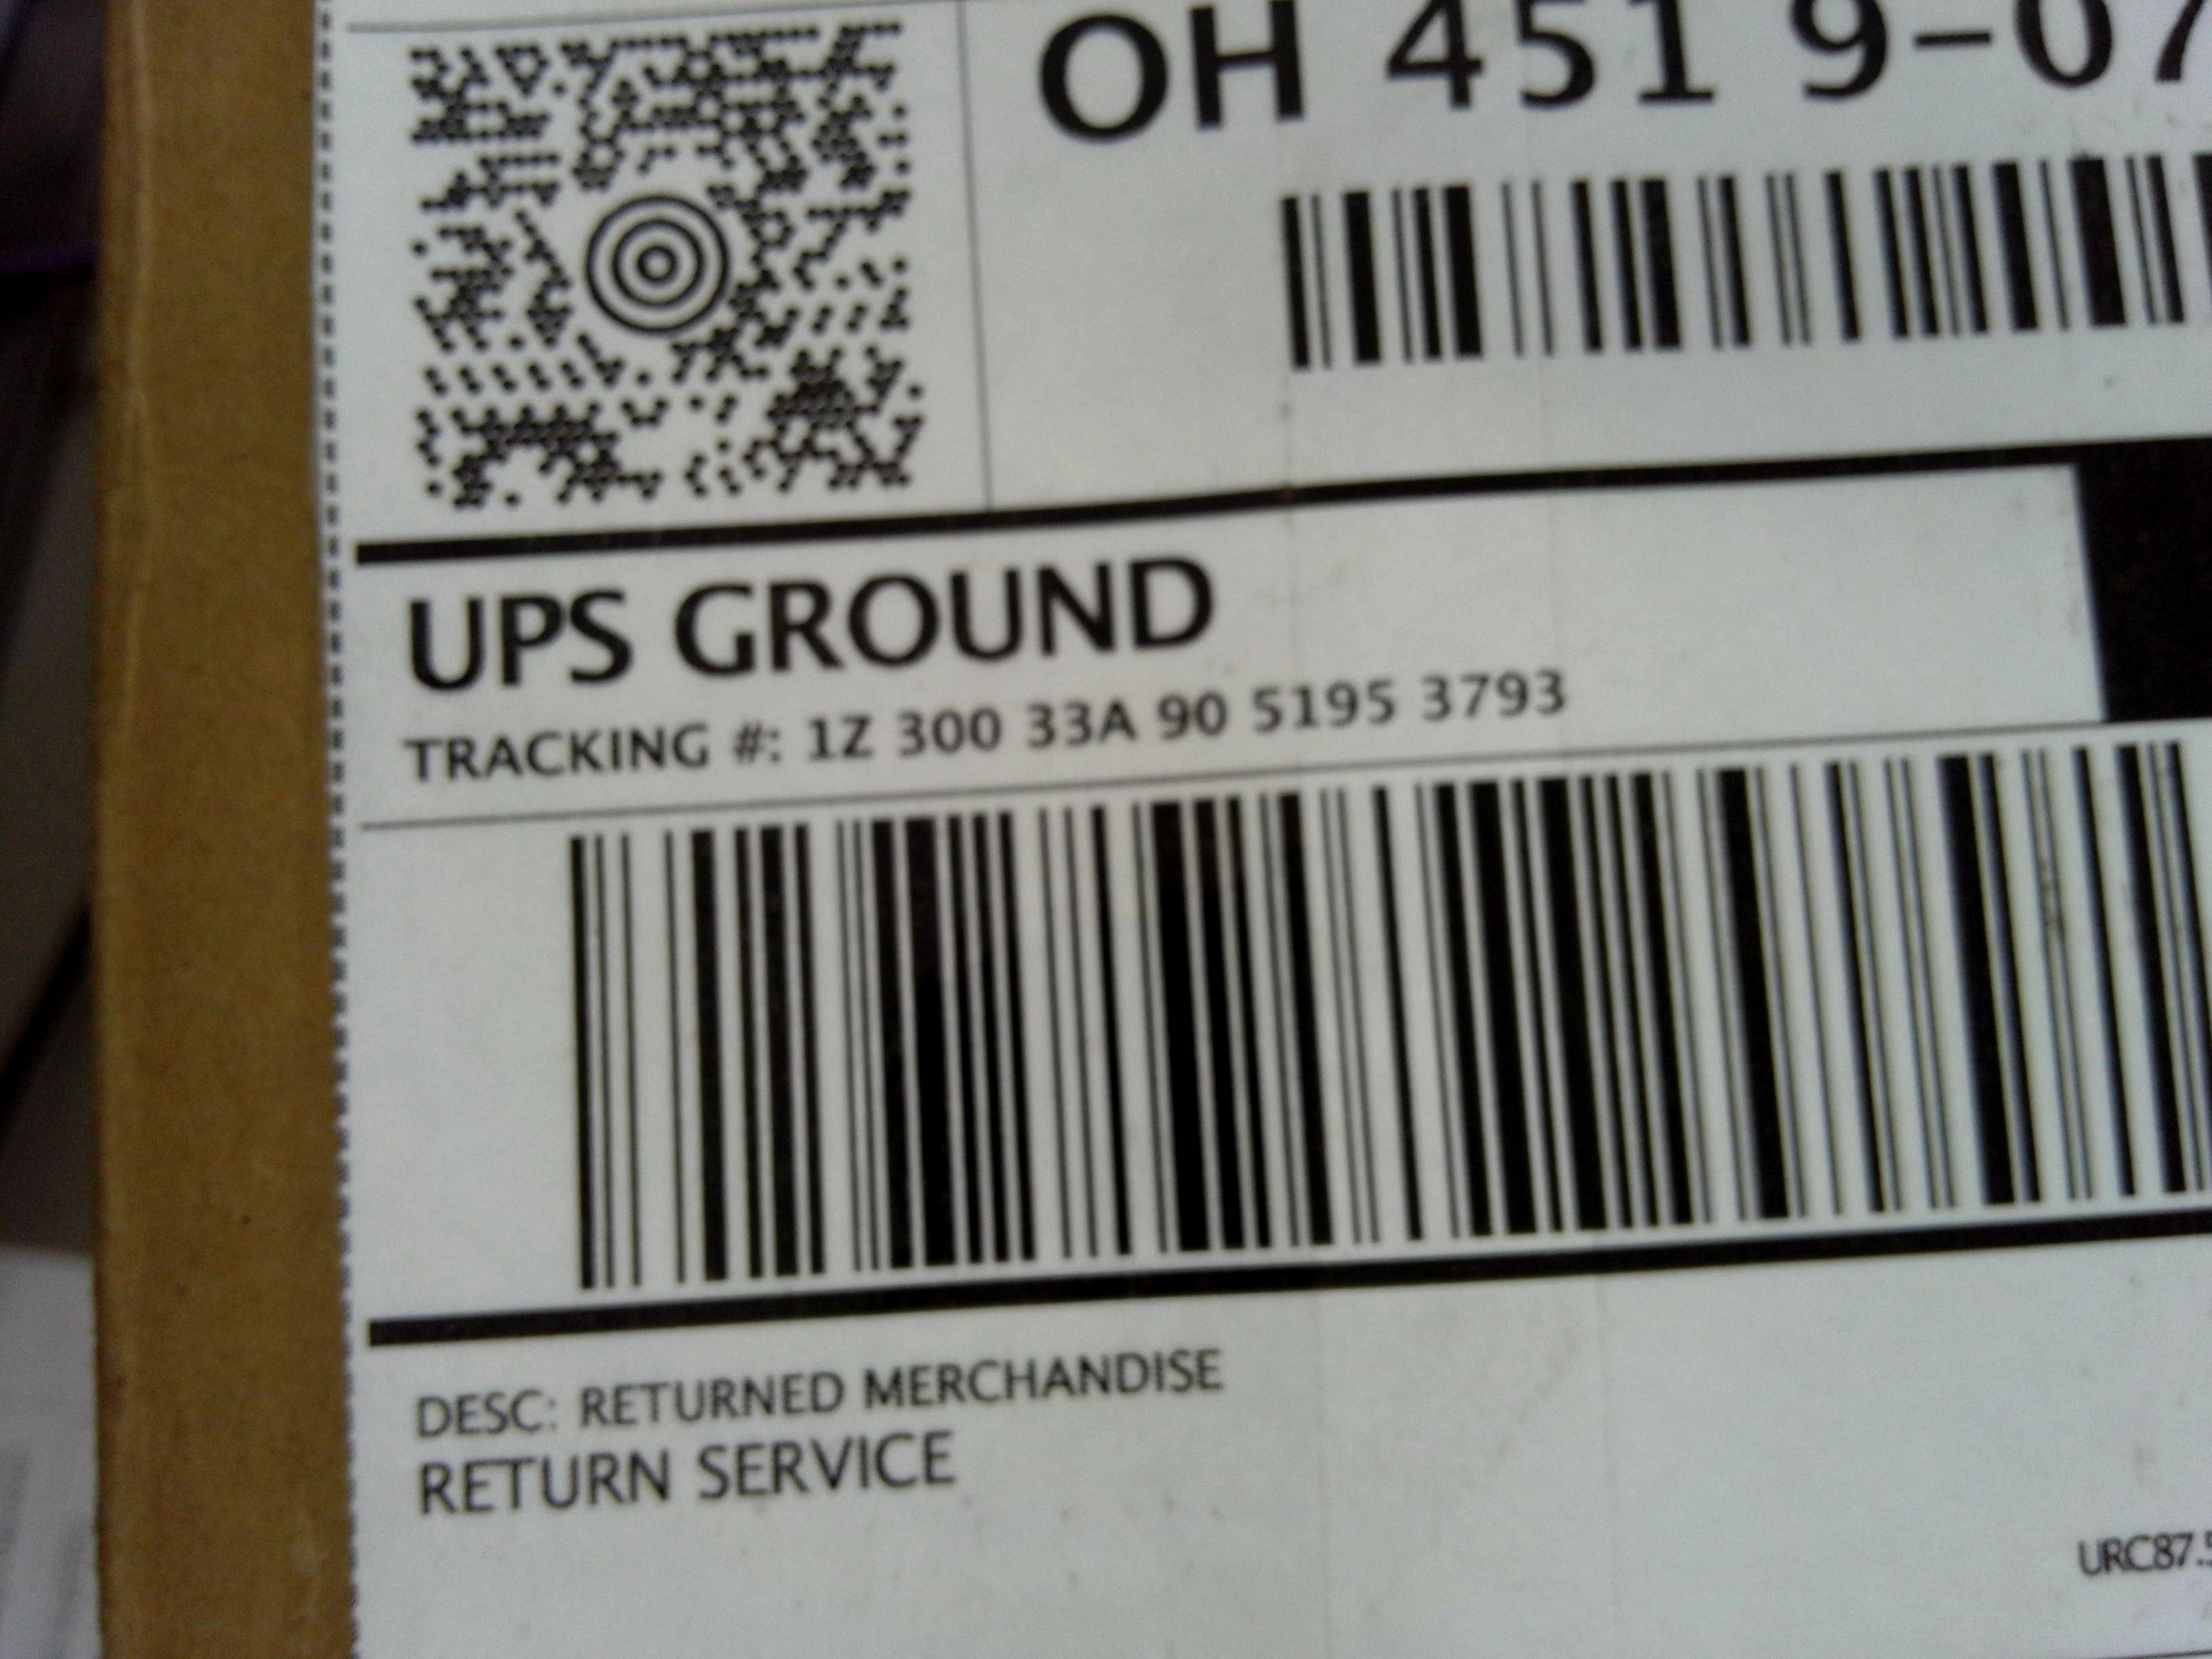 OH 451 9-07
UPS GROUND
TRACKING #: 1Z 300 33A 90 5195 3793
DESC: RETURNED MERCHANDISE
RETURN SERVICE
URC87.5